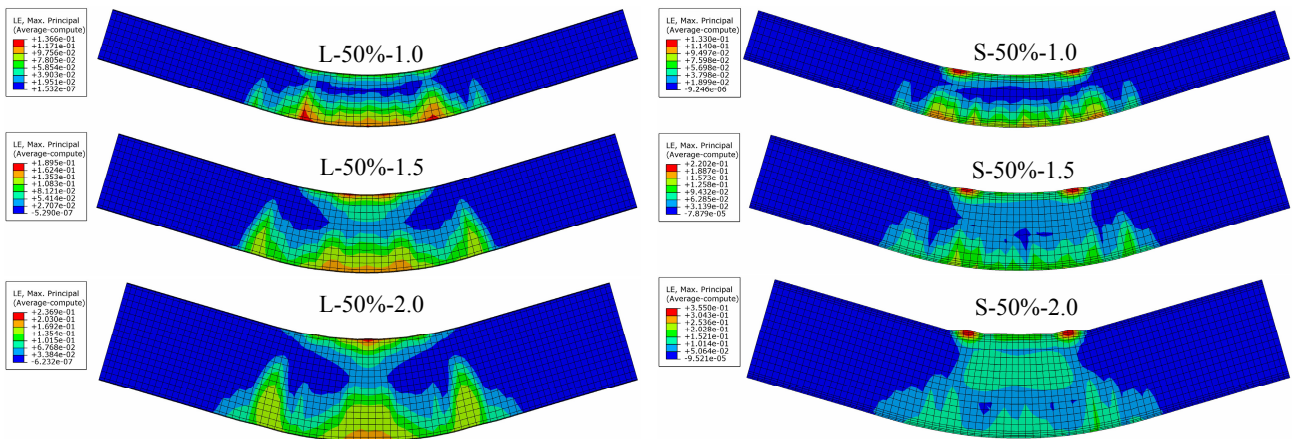 LE, Max. Principal
(Average-compute)
+1.366e-01
+1.171e-01
+9.756e-02
+7.805e-02
+5.854e-02
+3.903e-02
+1.951e-02
+1.532e-07
L-50%-1.0
LE, Max. Principal
(Average-compute)
+1.330e-01
+1.140e-01
+9.497e-02
+7.598e-02
+5.698e-02
+3.798e-02
+1.899e-02
-9.246e-06
S-50%-1.0
LE, Max. Principal
(Average-compute)
+1.895e-01
+1.624e-01
+1.353e-01
+1.083e-01
+8.121e-02
+5.414e-02
+2.707e-02
-5.290e-07
L-50%-1.5
LE, Max. Principal
(Average-compute)
+2.202e-01
+1.887e-01
+1.573e-01
+1.258e-01
+9.432e-02
+6.285e-02
+3.139e-02
-7.879e-05
S-50%-1.5
LE, Max. Principal
(Average-compute)
+2.369e-01
+2.030e-01
+1.692e-01
+1.354e-01
+1.015e-01
+6.768e-02
+3.384e-02
-6.232e-07
L-50%-2.0
LE, Max. Principal
(Average-compute)
+3.550e-01
+3.043e-01
+2.536e-01
+2.028e-01
+1.521e-01
+1.014e-01
+5.064e-02
-9.521e-05
S-50%-2.0